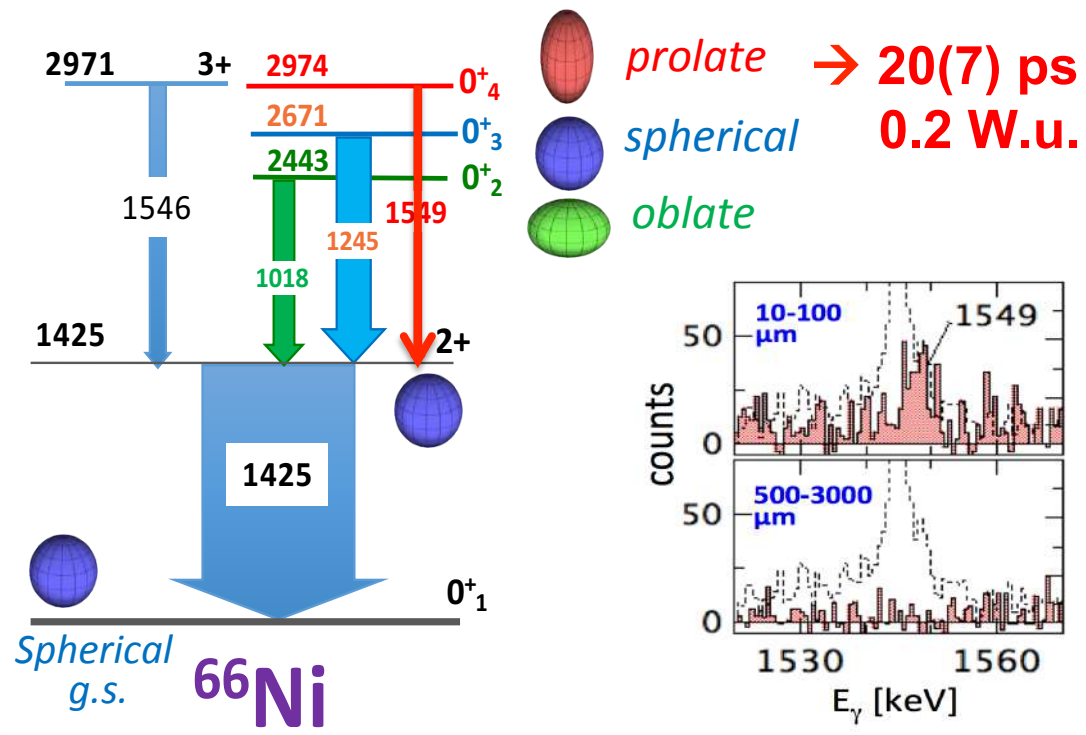 2971 3+
2974 0⁺₄
2671 0⁺₃
2443 0⁺₂
1546
1549
1245
1018
1425 2+
1425
0⁺₁
Spherical
g.s.
⁶⁶Ni
prolate → 20(7) ps
0.2 W.u.
spherical
oblate
10-100
μm
1549
50
0
counts
500-3000
μm
50
0
1530 1560
Eγ [keV]